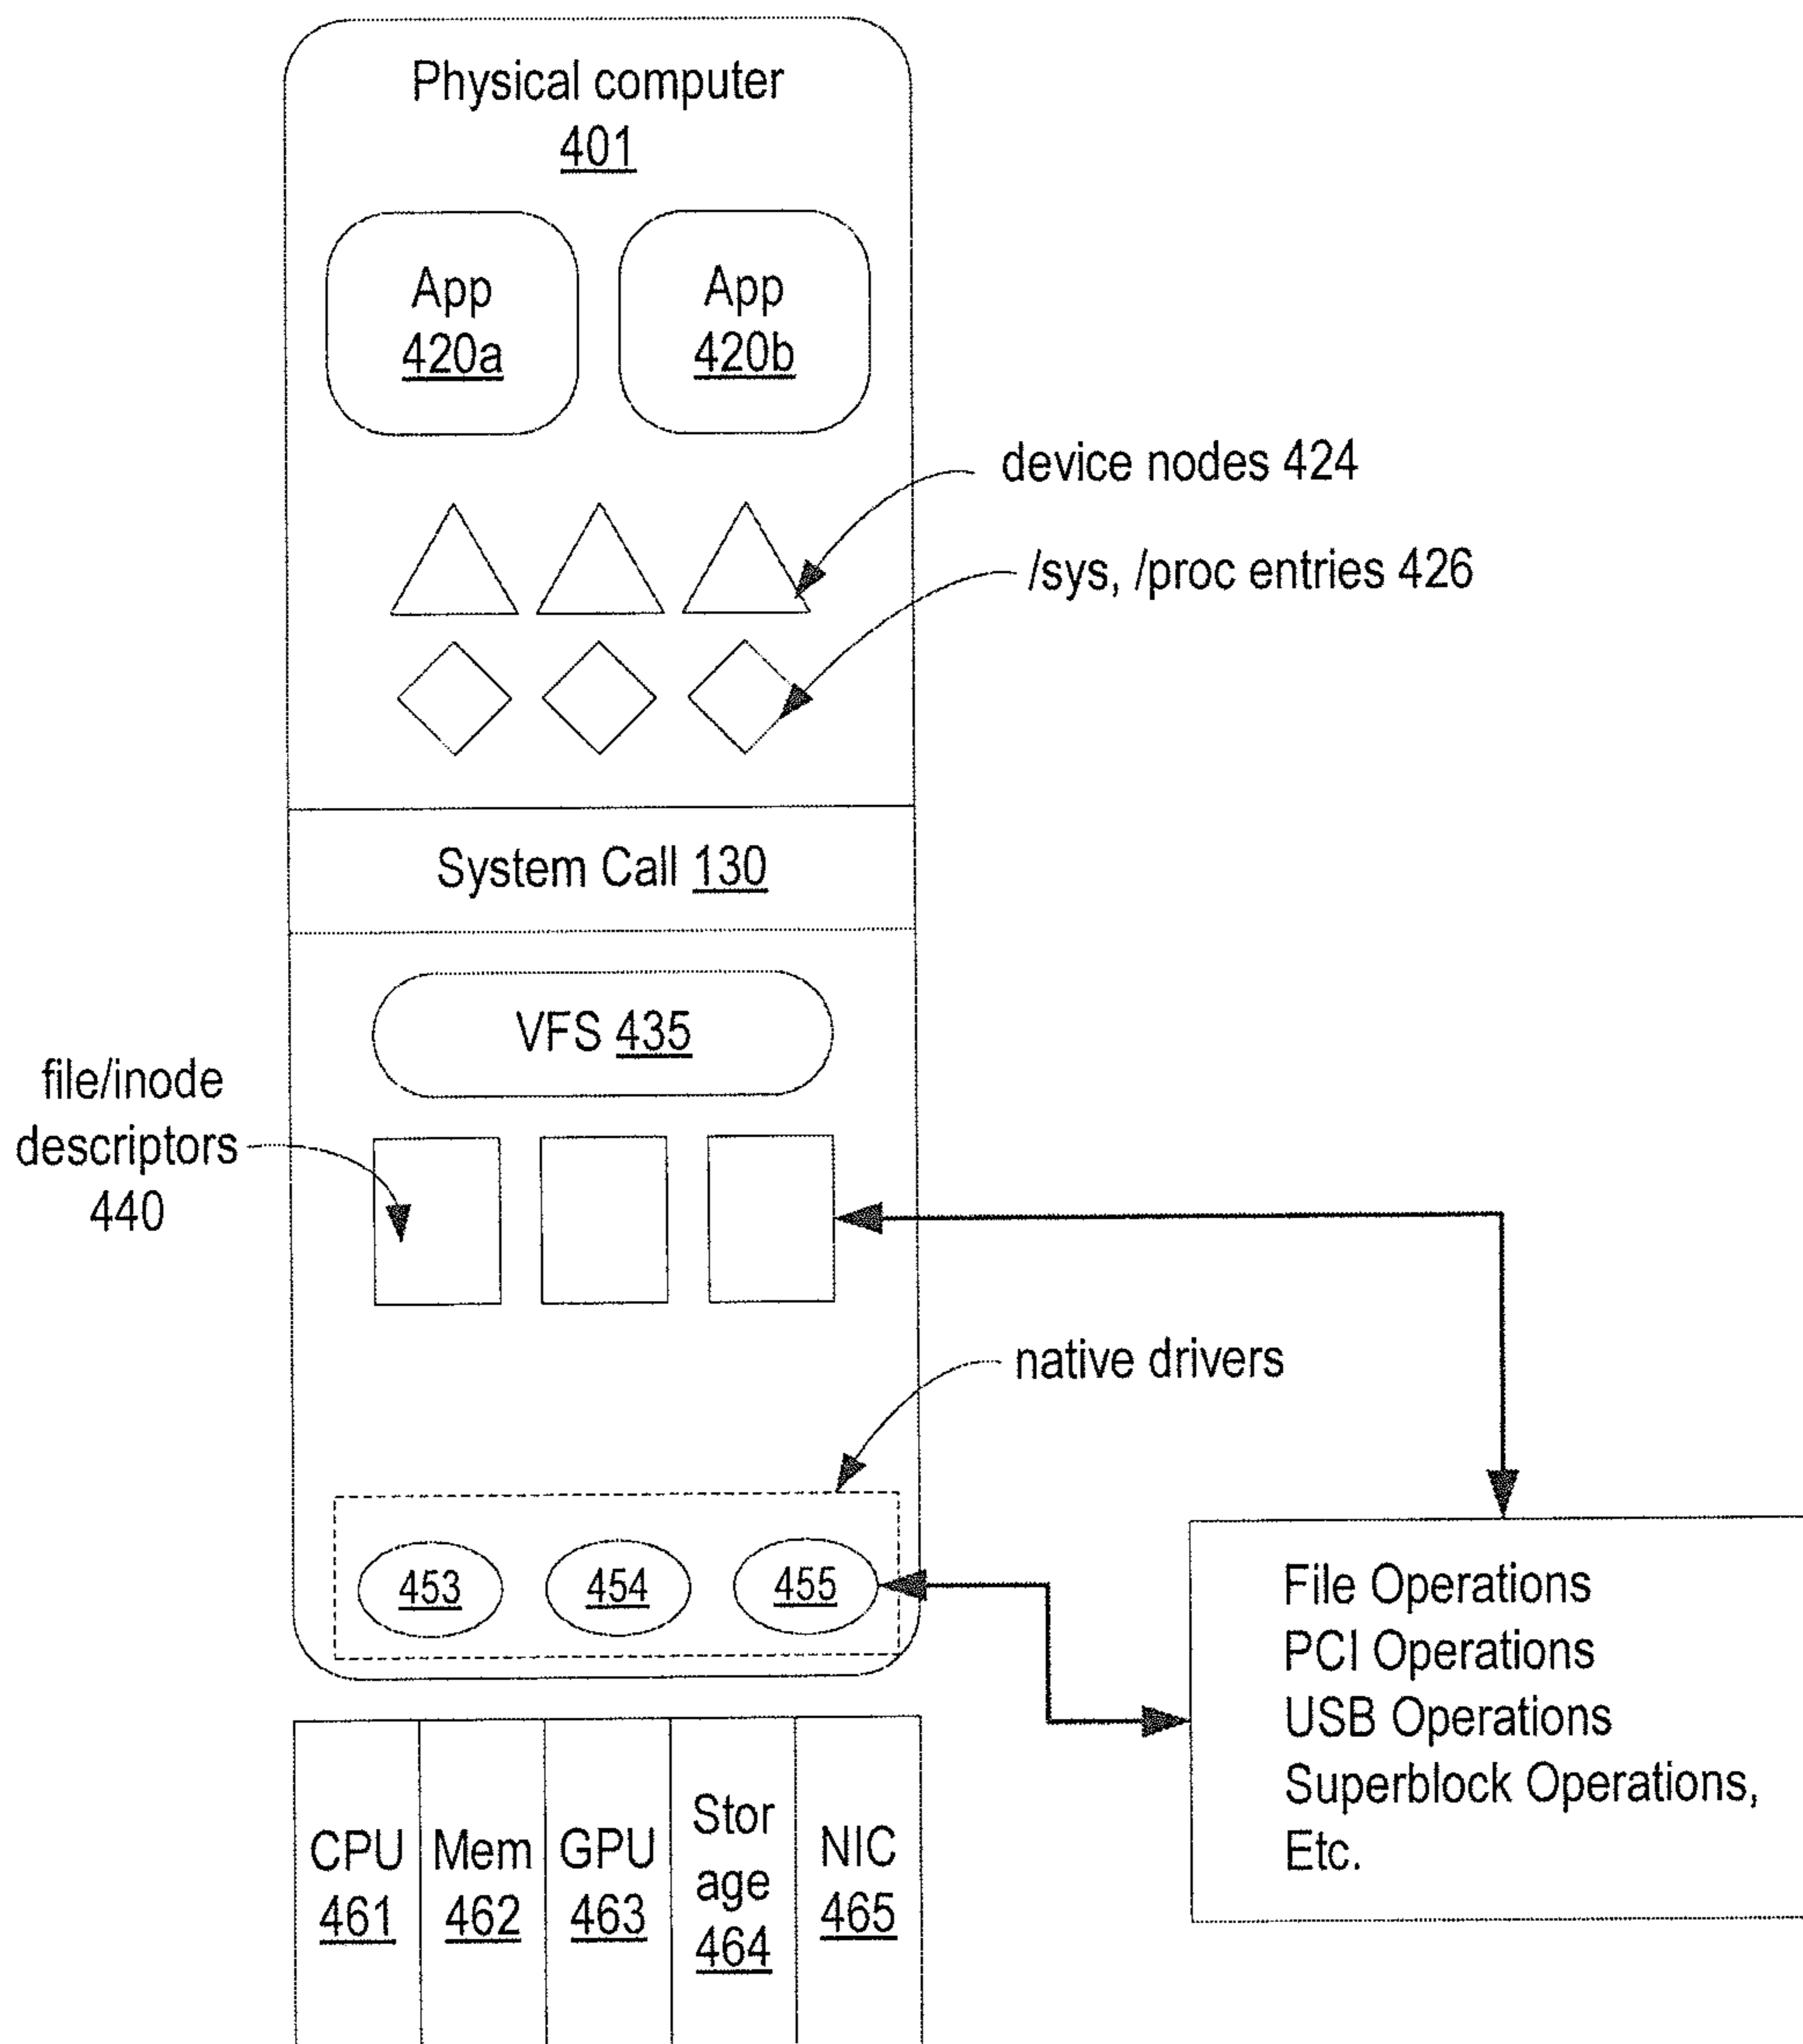 Physical computer
401
App
420a
App
420b
device nodes 424
/sys, /proc entries 426
System Call 130
VFS 435
file/inode
descriptors
440
native drivers
453
454
455
File Operations
PCI Operations
USB Operations
Superblock Operations,
Etc.
CPU
461
Mem
462
GPU
463
Stor
age
464
NIC
465